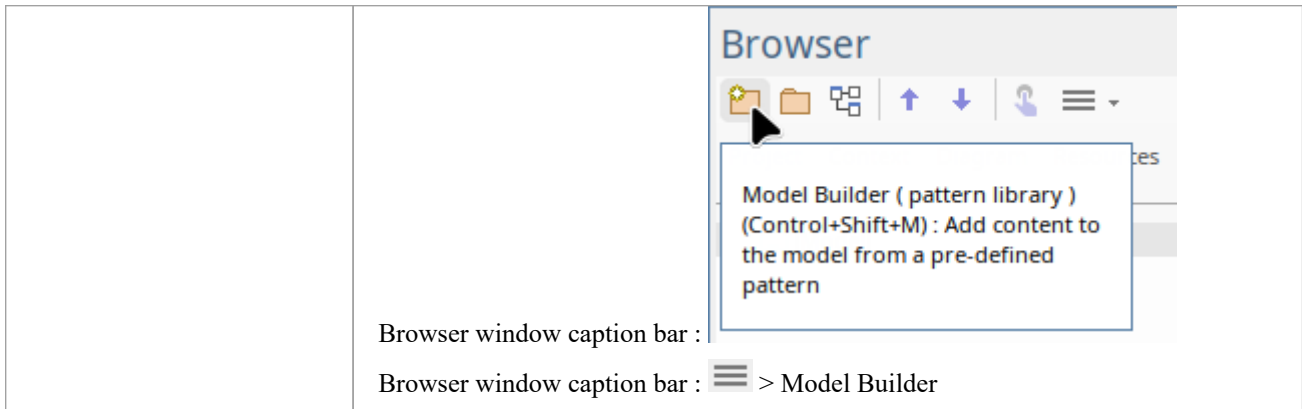 Browser
ces
Model Builder ( pattern library )
(Control+Shift+M) : Add content to
the model from a pre-defined
pattern
Browser window caption bar :
Browser window caption bar : > Model Builder